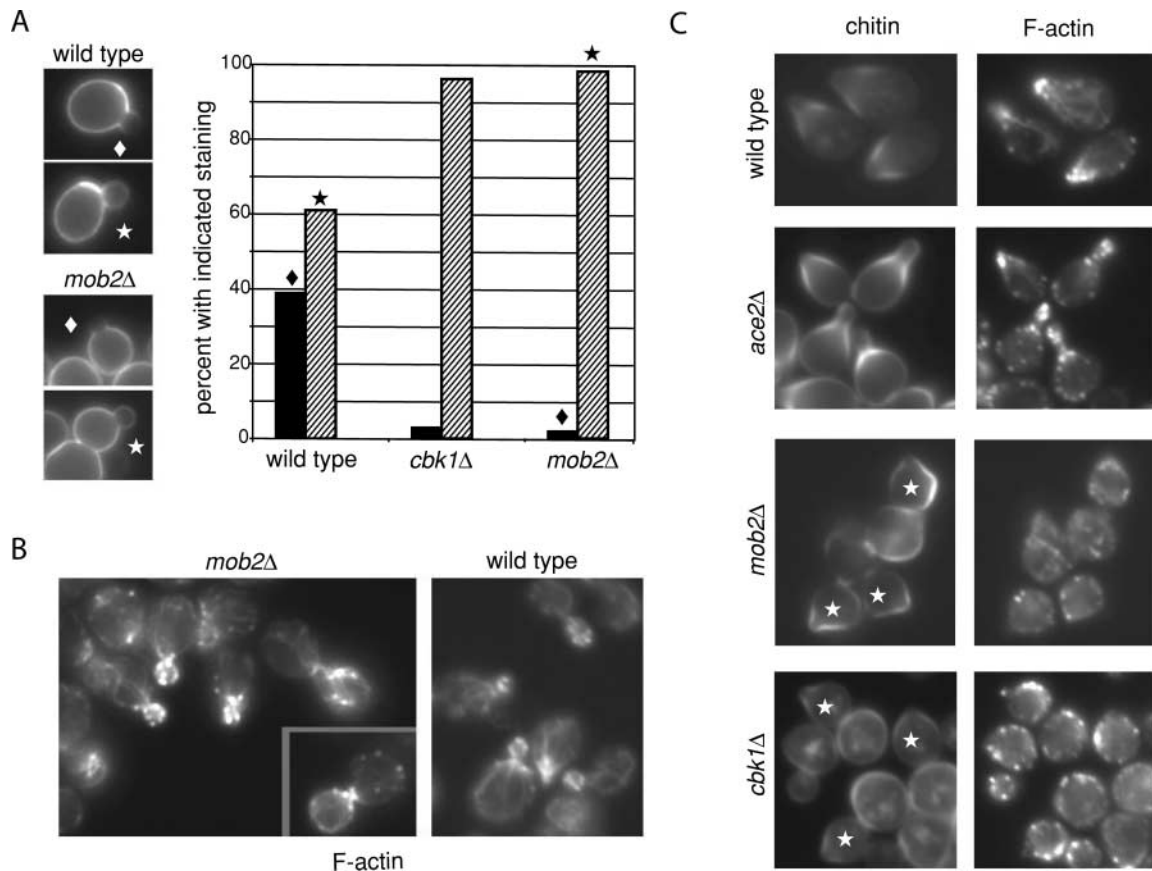 A
wild type
mob2Δ
percent with indicated staining
100
80
60
40
20
0
wild type
cbk1Δ
mob2Δ
B
mob2Δ
wild type
F-actin
C
chitin
F-actin
wild type
ace2Δ
mob2Δ
cbk1Δ